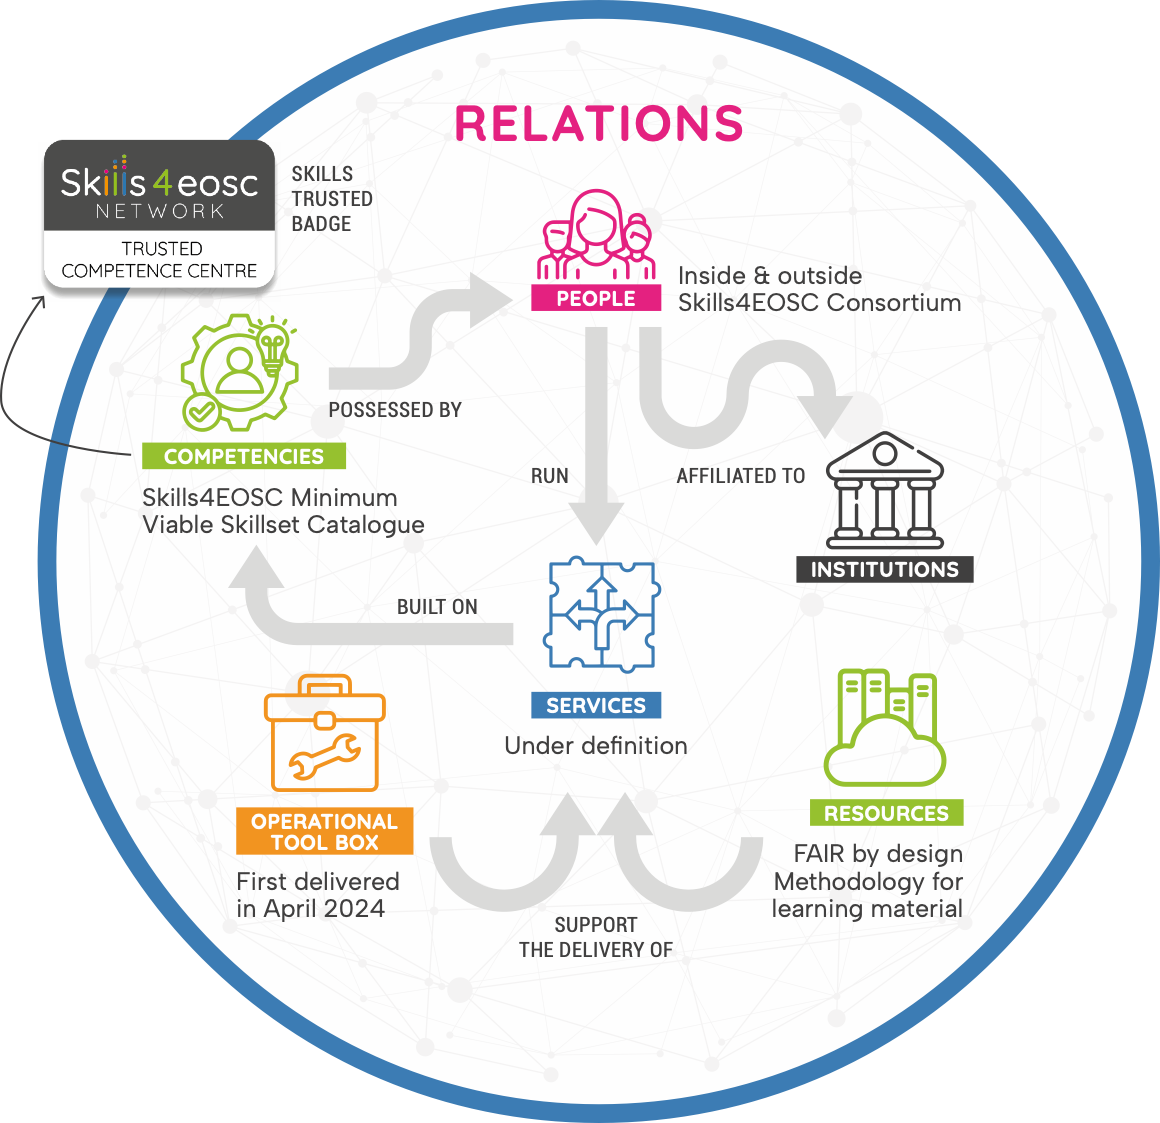 RELATIONS
Skills4eosc
NETWORK
TRUSTED
COMPETENCE CENTRE
SKILLS
TRUSTED
BADGE
PEOPLE
Inside & outside
Skills4EOSC Consortium
POSSESSED BY
COMPETENCIES
Skills4EOSC Minimum
Viable Skillset Catalogue
RUN
AFFILIATED TO
INSTITUTIONS
BUILT ON
SERVICES
Under definition
OPERATIONAL
TOOL BOX
First delivered
in April 2024
RESOURCES
FAIR by design
Methodology for
learning material
SUPPORT
THE DELIVERY OF